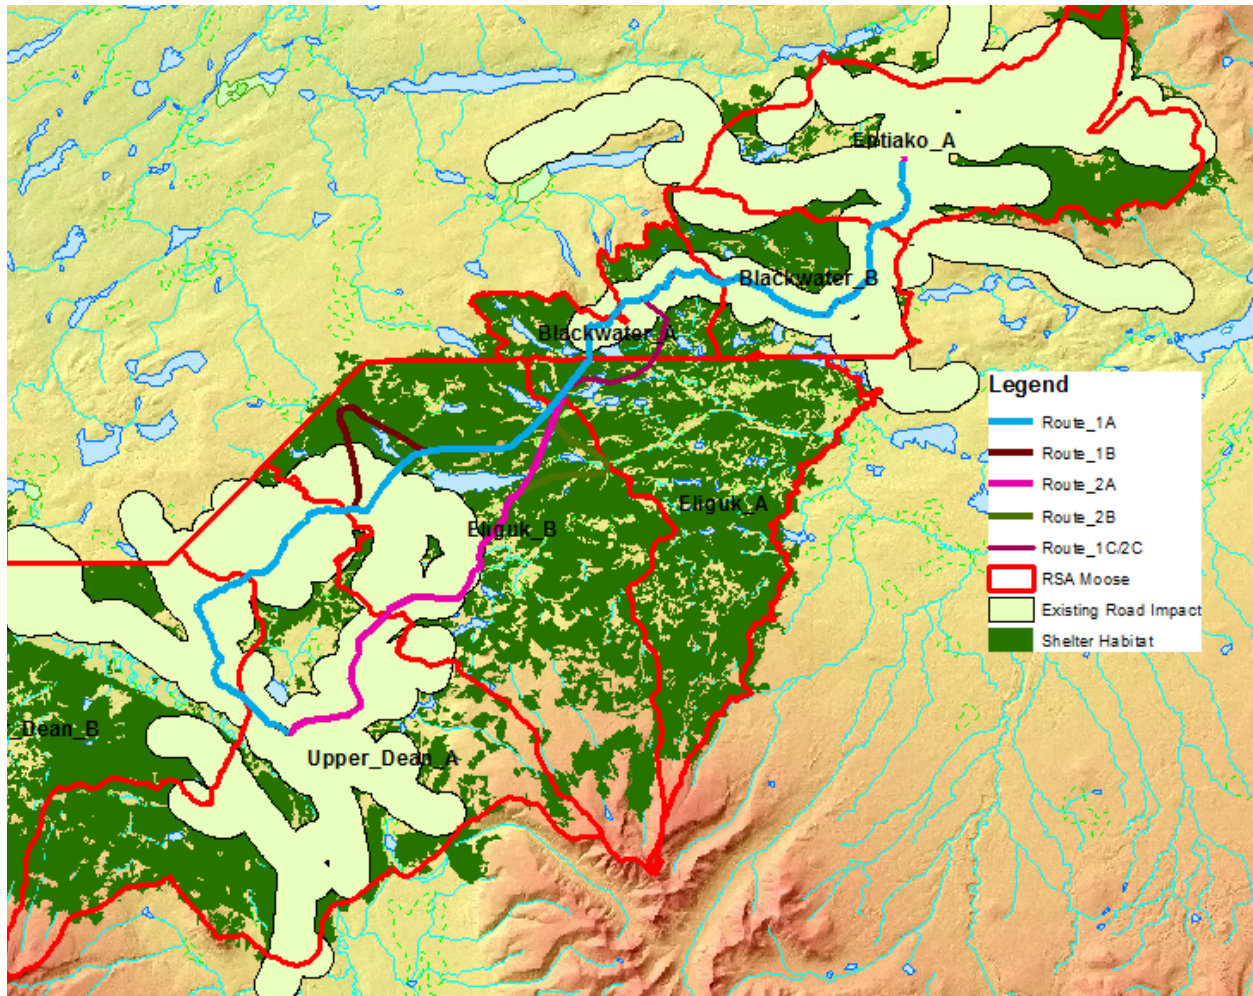 Entiako_A
Blackwater_B
Blackwater_A
Legend
Route_1A
Route_1B
Route_2A
Route_2B
Route_1C/2C
RSA Moose
Existing Road Impact
Shelter Habitat
Eliguk_A
Eliguk_B
_Dean_B
Upper_Dean_A